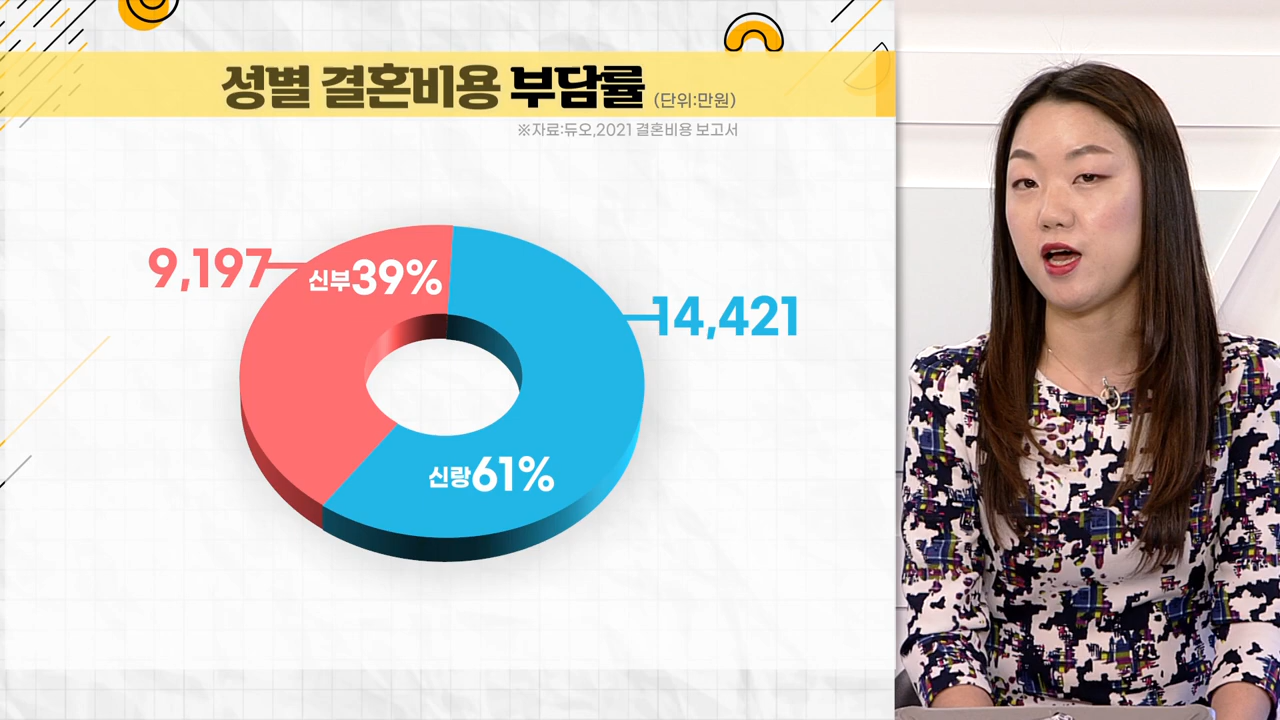 성별 결혼비용 부담률 (단위:만원)
※자료:듀오,2021 결혼비용 보고서
9,197
신부39%
14,421
신랑61%